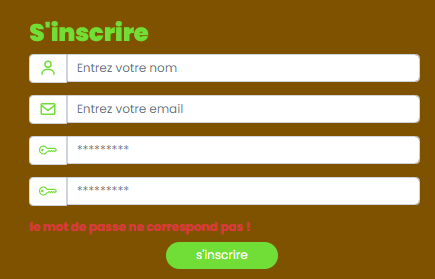 S'inscrire
Entrez votre nom
Entrez votre email
*********
*********
le mot de passe ne correspond pas !
s'inscrire